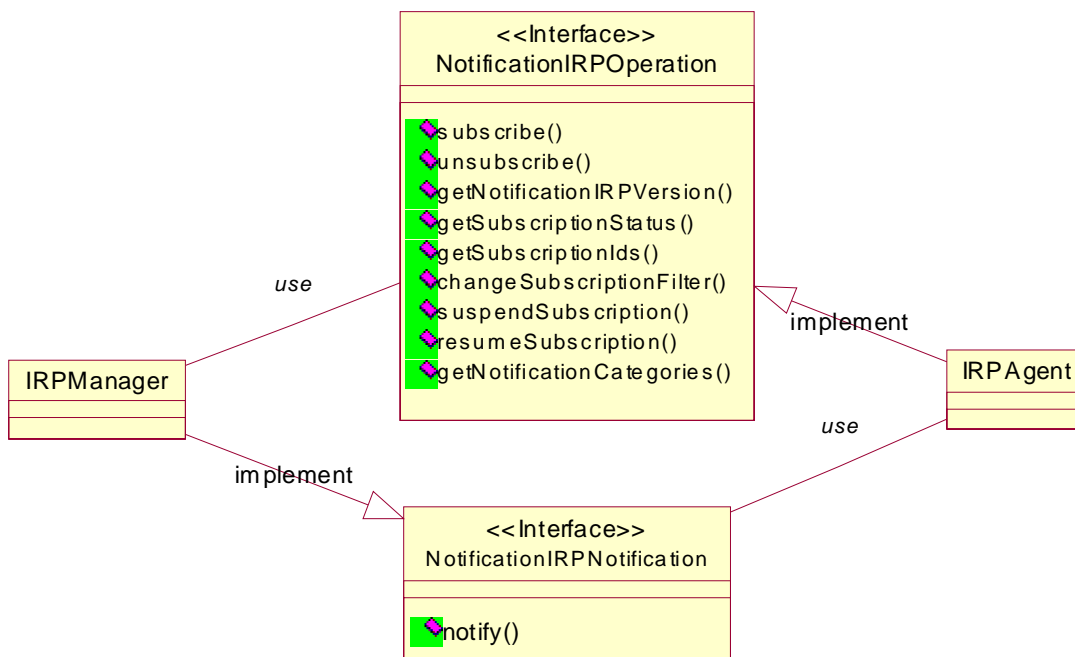 <<Interface>>
NotificationIRPOperation
subscribe()
unsubscribe()
getNotificationIRPVersion()
getSubscriptionStatus()
getSubscriptionIds()
changeSubscriptionFilter()
suspendSubscription()
resumeSubscription()
getNotificationCategories()
use
implement
IRPManager
IRPAgent
use
implement
<<Interface>>
NotificationIRPNotification
notify()